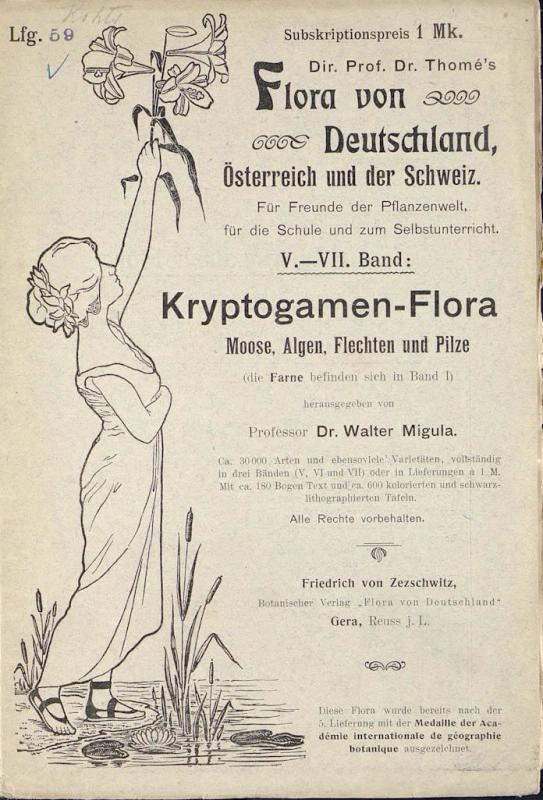 Lfg. 59
Subskriptionspreis 1 Mk.
Dir. Prof. Dr. Thomé's
Flora von
Deutschland,
Österreich und der Schweiz.
Für Freunde der Pflanzenwelt,
für die Schule und zum Selbstunterricht.
V.—VII. Band:
Kryptogamen-Flora
Moose, Algen, Flechten und Pilze
(die Farne befinden sich in Band I)
herausgegeben von
Professor Dr. Walter Migula.
Ca. 30000 Arten und ebensoviele Varietäten, vollständig
in drei Bänden (V, VI und VII) oder in Lieferungen à 1 M.
Mit ca. 180 Bogen Text und ca. 600 kolorierten und schwarz-
lithographierten Tafeln.
Alle Rechte vorbehalten.
Friedrich von Zezschwitz,
Botanischer Verlag „Flora von Deutschland“
Gera, Reuss j. L.
Diese Flora wurde bereits nach der
5. Lieferung mit der Medaille der Aca-
démie internationale de géographie
botanique ausgezeichnet.